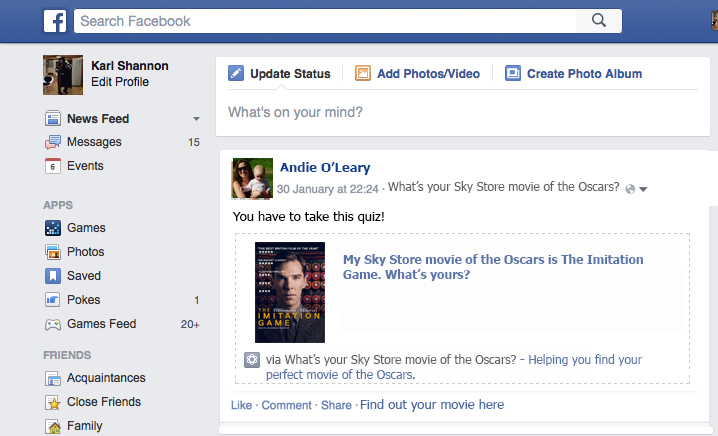 f Search Facebook
Karl Shannon
Edit Profile
News Feed
Messages 15
6 Events
APPS
Games
Photos
Saved
Pokes 1
Games Feed 20+
FRIENDS
Acquaintances
Close Friends
Family
Update Status Add Photos/Video Create Photo Album
What's on your mind?
Andie O'Leary
30 January at 22:24 · What's your Sky Store movie of the Oscars?
You have to take this quiz!
"THE BEST BRITISH FILM OF THE YEAR"
THE
IMITATION
GAME
My Sky Store movie of the Oscars is The Imitation
Game. What's yours?
via What's your Sky Store movie of the Oscars? - Helping you find your
perfect movie of the Oscars.
Like · Comment · Share · Find out your movie here